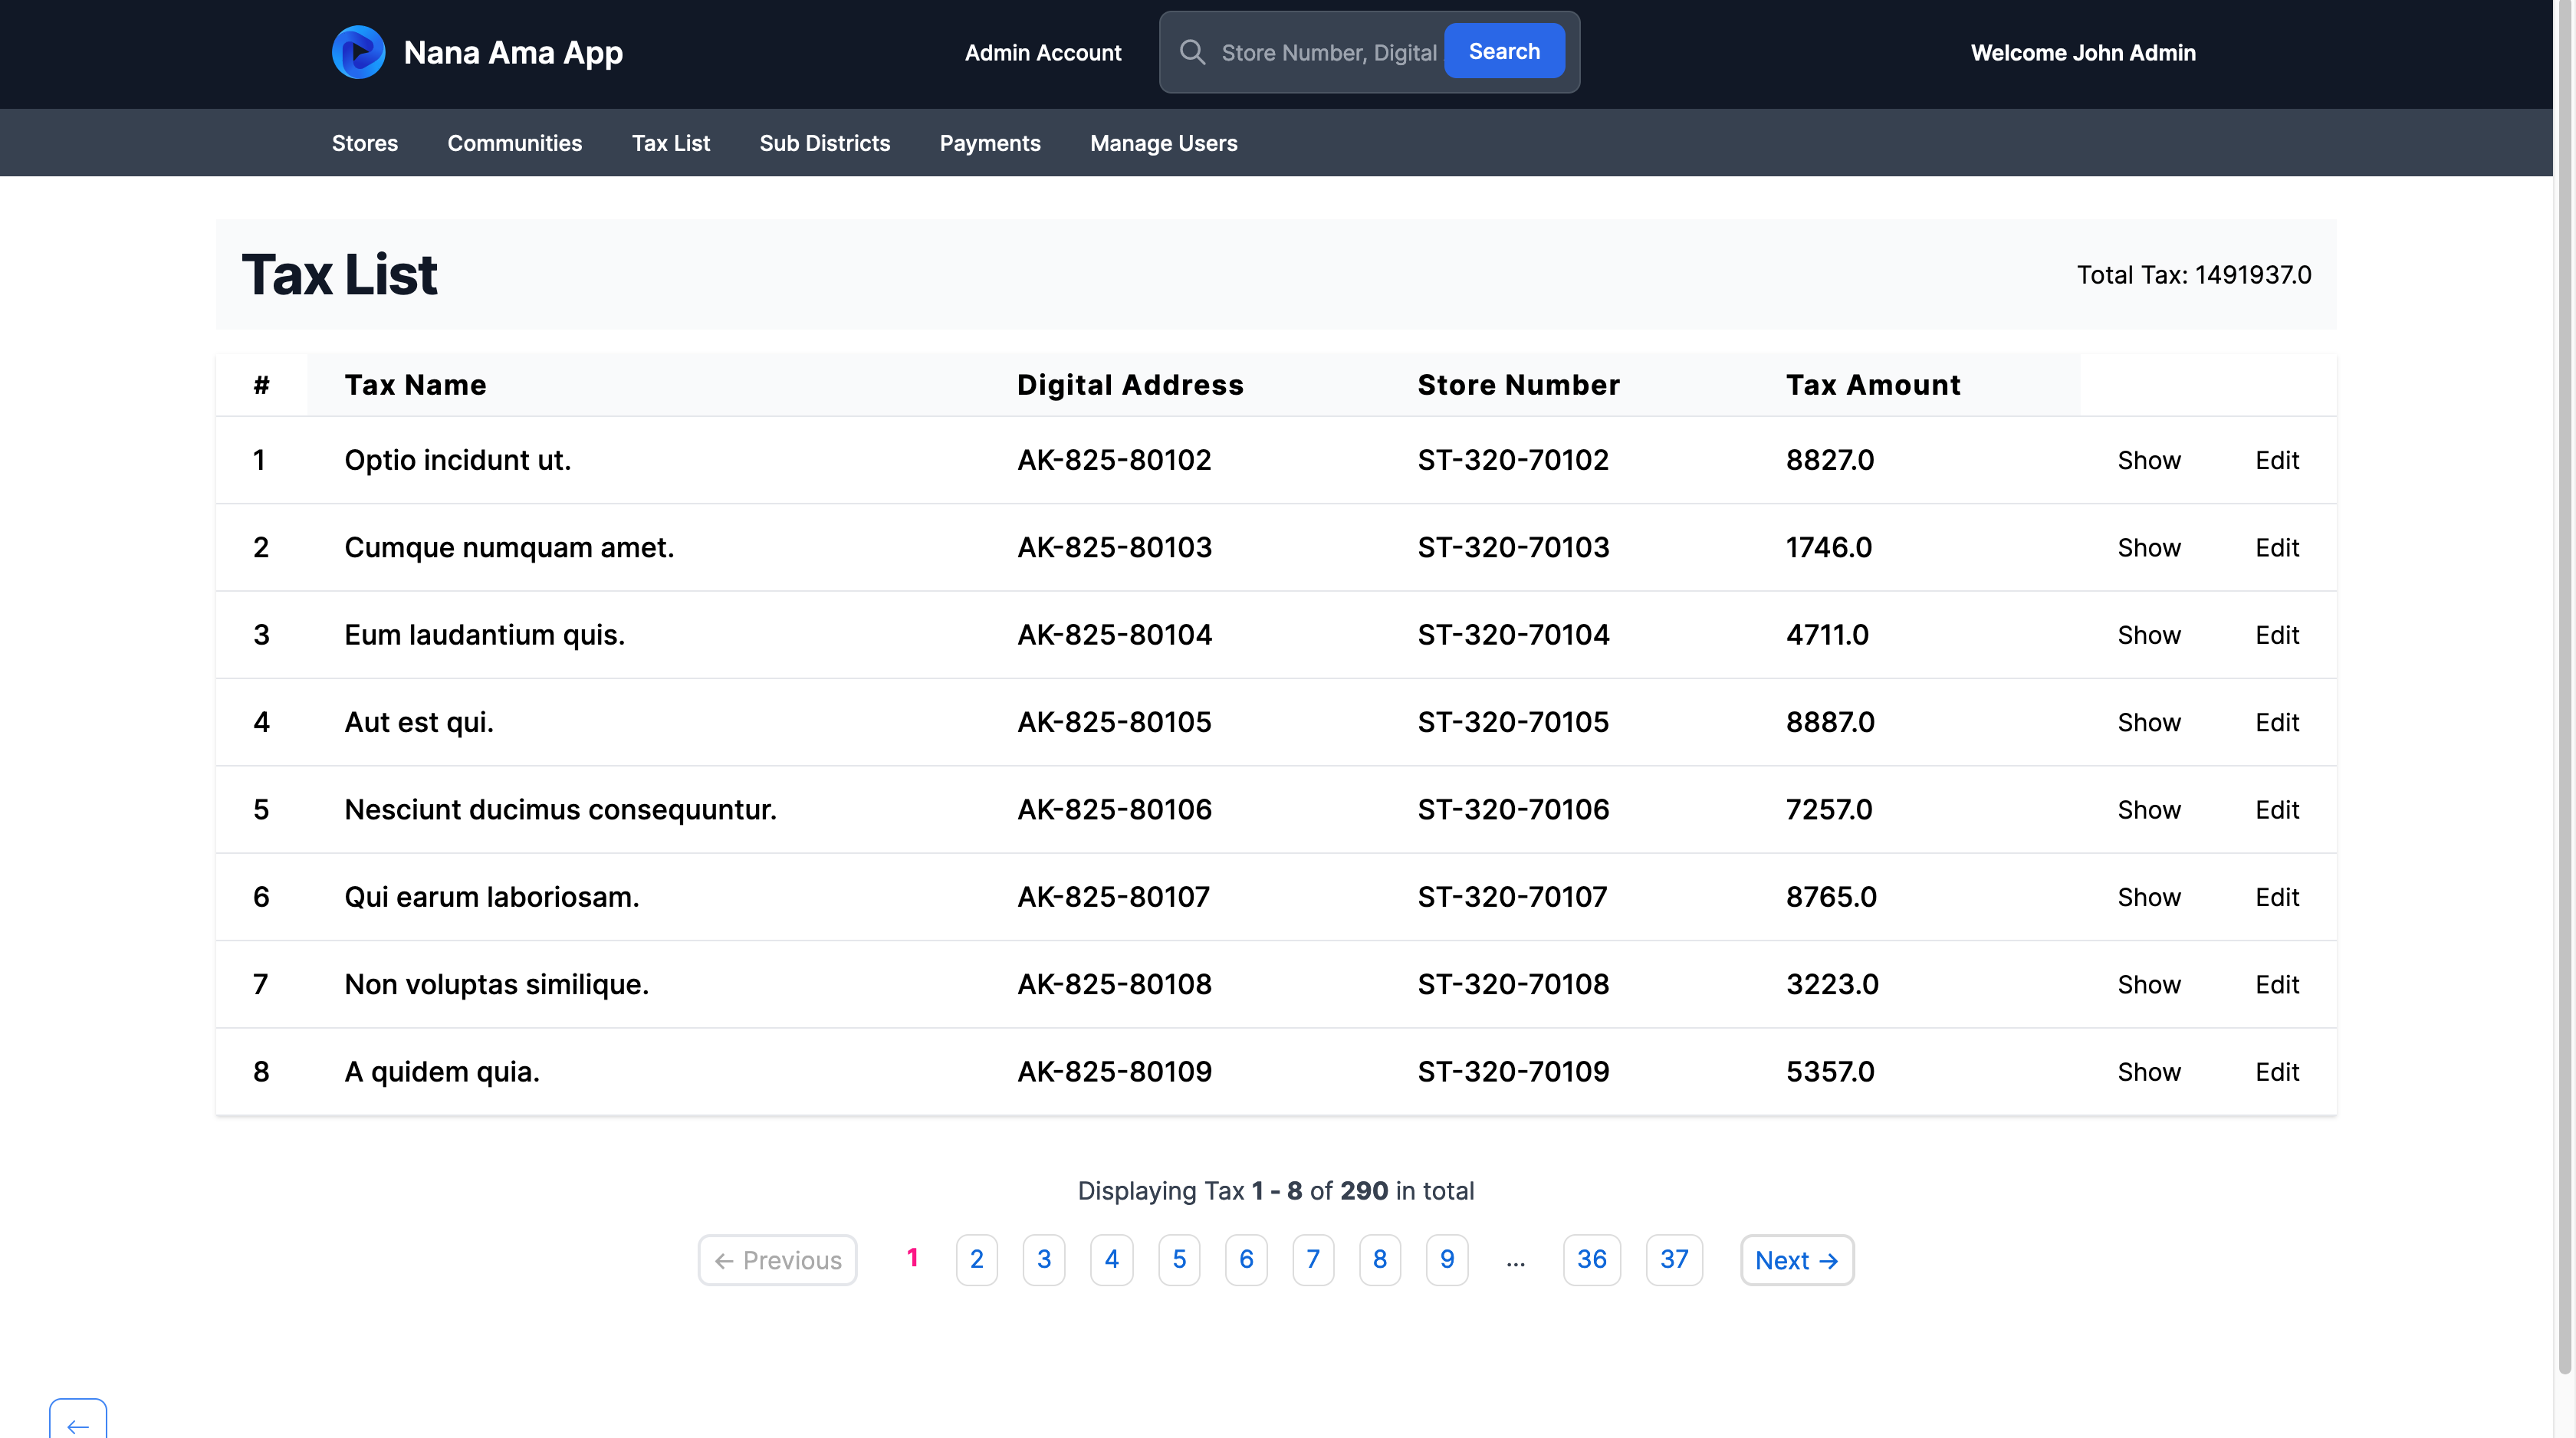 Nana Ama App Admin Account Store Number, Digital Search Welcome John Admin
Stores Communities Tax List Sub Districts Payments Manage Users
Tax List Total Tax: 1491937.0
# Tax Name Digital Address Store Number Tax Amount
1 Optio incidunt ut. AK-825-80102 ST-320-70102 8827.0 Show Edit
2 Cumque numquam amet. AK-825-80103 ST-320-70103 1746.0 Show Edit
3 Eum laudantium quis. AK-825-80104 ST-320-70104 4711.0 Show Edit
4 Aut est qui. AK-825-80105 ST-320-70105 8887.0 Show Edit
5 Nesciunt ducimus consequuntur. AK-825-80106 ST-320-70106 7257.0 Show Edit
6 Qui earum laboriosam. AK-825-80107 ST-320-70107 8765.0 Show Edit
7 Non voluptas similique. AK-825-80108 ST-320-70108 3223.0 Show Edit
8 A quidem quia. AK-825-80109 ST-320-70109 5357.0 Show Edit
Displaying Tax 1 - 8 of 290 in total
← Previous 1 2 3 4 5 6 7 8 9 ... 36 37 Next →
←